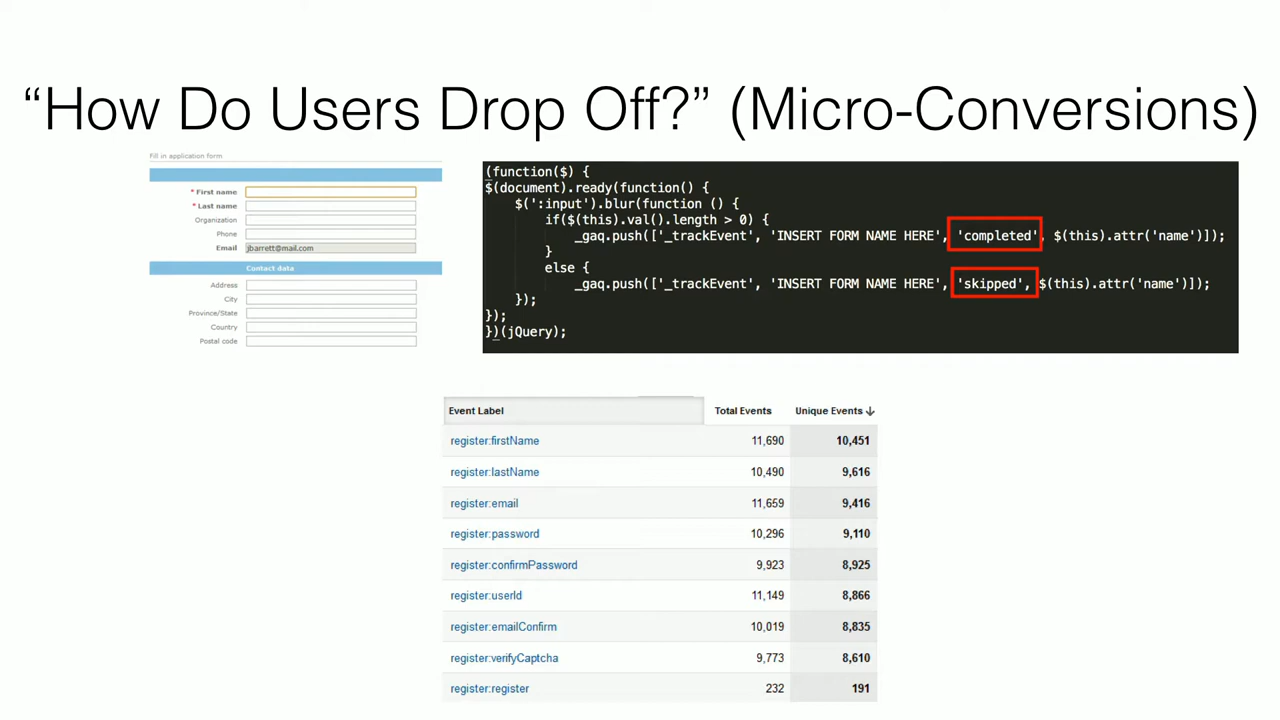 “How Do Users Drop Off?” (Micro-Conversions)
Fill in application form
* First name
* Last name
Organization
Phone
Email jbarrett@mail.com
Contact data
Address
City
Province/State
Country
Postal code
(function($) {
$(document).ready(function() {
$(':input').blur(function () {
if($(this).val().length > 0) {
_gaq.push(['_trackEvent', 'INSERT FORM NAME HERE', 'completed', $(this).attr('name')]);
}
else {
_gaq.push(['_trackEvent', 'INSERT FORM NAME HERE', 'skipped', $(this).attr('name')]);
});
});
})(jQuery);
Event Label Total Events Unique Events ↓
register:firstName 11,690 10,451
register:lastName 10,490 9,616
register:email 11,659 9,416
register:password 10,296 9,110
register:confirmPassword 9,923 8,925
register:userId 11,149 8,866
register:emailConfirm 10,019 8,835
register:verifyCaptcha 9,773 8,610
register:register 232 191